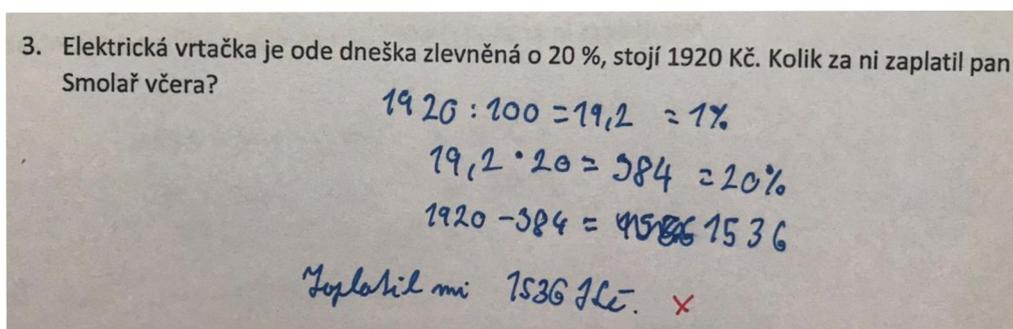 3. Elektrická vrtačka je ode dneška zlevněná o 20 %, stojí 1920 Kč. Kolik za ni zaplatil pan
Smolař včera?
1920 : 100 = 19,2 = 1%
19,2 · 20 = 384 = 20%
1920 - 384 = 1536
Zaplatil mi 1536 Kč. ×